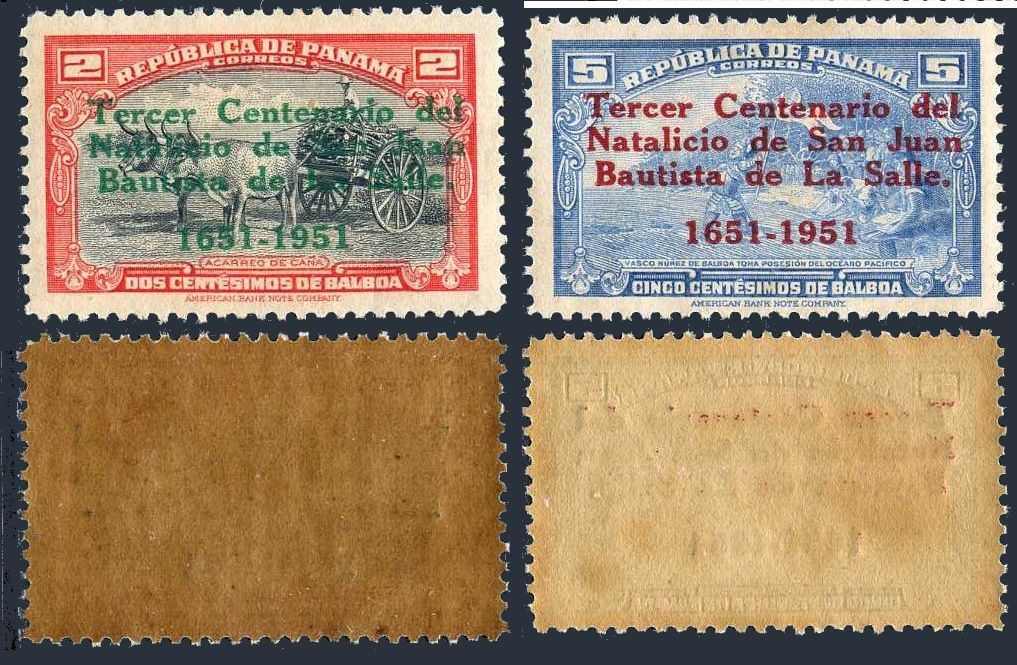 2 2
REPÚBLICA DE PANAMÁ
CORREOS
Tercer Centenario del
Natalicio de San Juan
Bautista de La Salle.
1651-1951
ACARREO DE CAÑA
DOS CENTÉSIMOS DE BALBOA
AMERICAN BANK NOTE COMPANY.
5 5
REPÚBLICA DE PANAMÁ
CORREOS
Tercer Centenario del
Natalicio de San Juan
Bautista de La Salle.
1651-1951
VASCO NUÑEZ DE BALBOA TOMA POSESIÓN DEL OCEANO PACIFICO
CINCO CENTÉSIMOS DE BALBOA
AMERICAN BANK NOTE COMPANY.